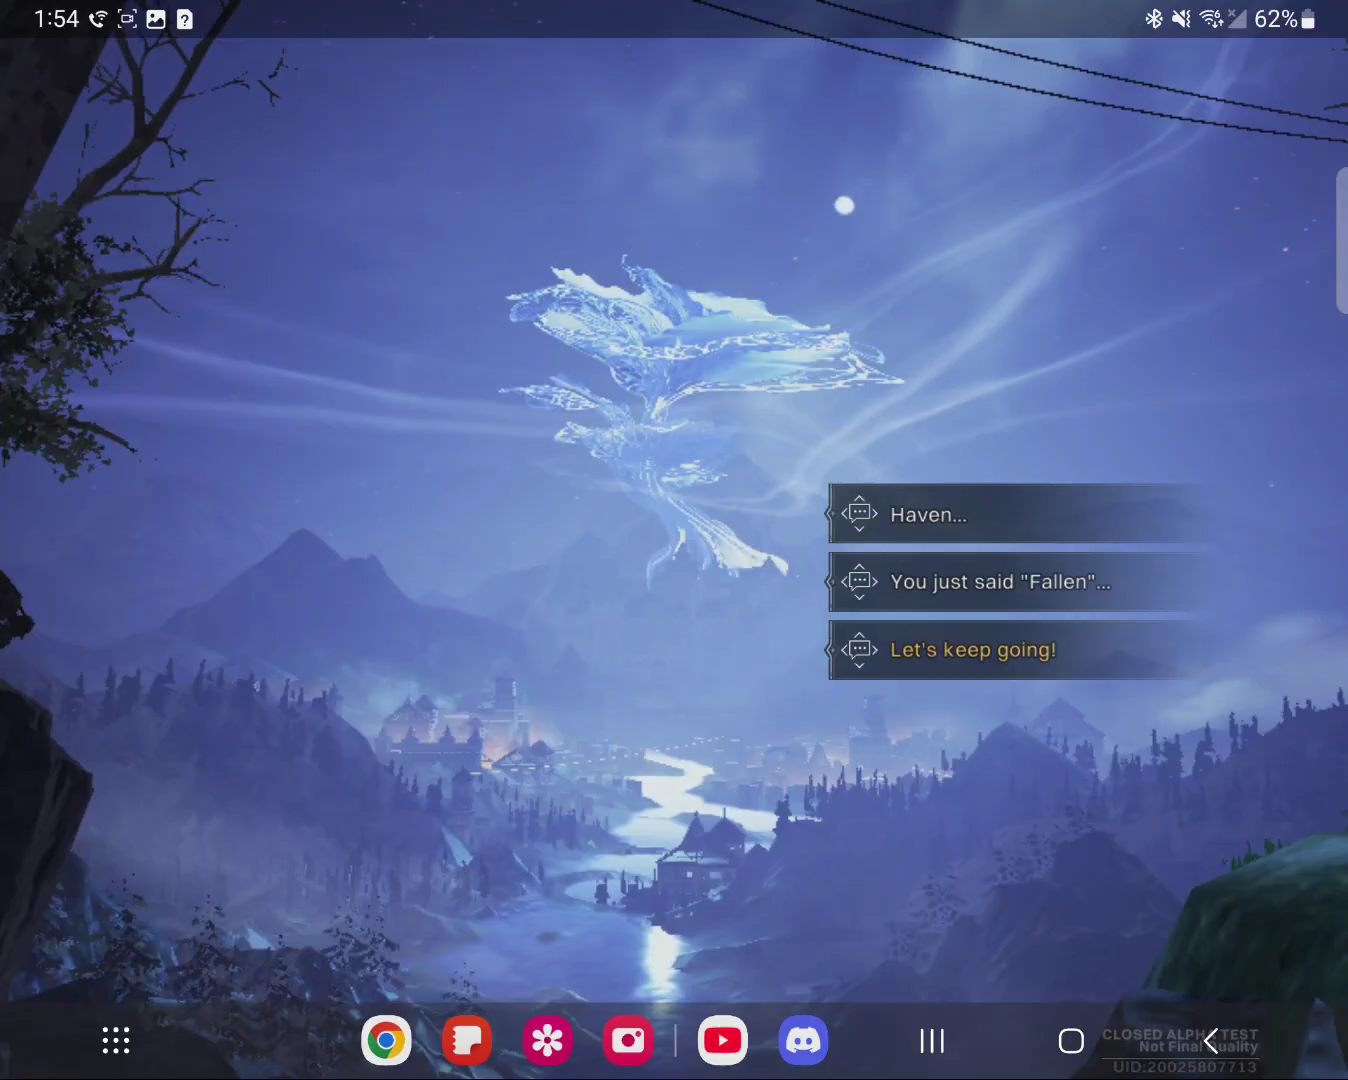 1:54
62%
Haven...
You just said "Fallen"...
Let's keep going!
CLOSED ALPHA TEST
Not Final Quality
UID:20025807713